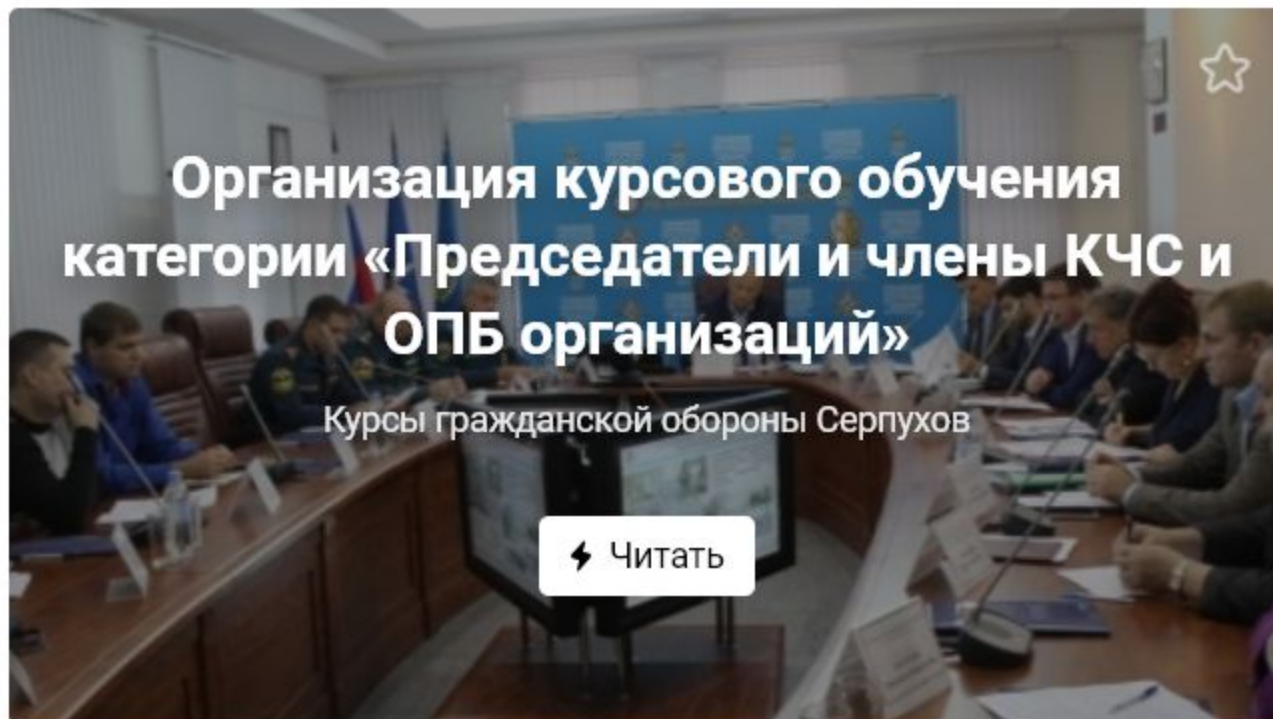 Организация курсового обучения
категории «Председатели и члены КЧС и
ОПБ организаций»
Курсы гражданской обороны Серпухов
Читать